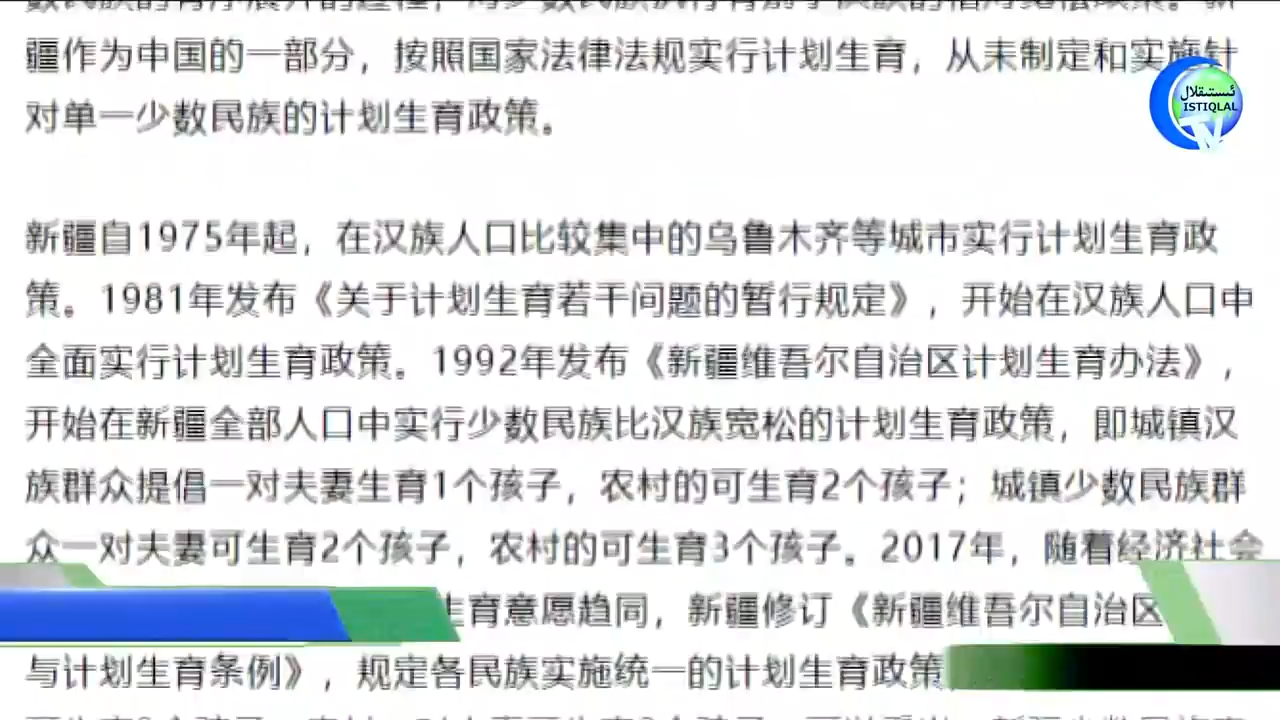 疆作为中国的一部分，按照国家法律法规实行计划生育，从未制定和实施针
对单一少数民族的计划生育政策。
ئىستىقلال
ISTIQLAL
TV
新疆自1975年起，在汉族人口比较集中的乌鲁木齐等城市实行计划生育政
策。1981年发布《关于计划生育若干问题的暂行规定》，开始在汉族人口中
全面实行计划生育政策。1992年发布《新疆维吾尔自治区计划生育办法》，
开始在新疆全部人口中实行少数民族比汉族宽松的计划生育政策，即城镇汉
族群众提倡一对夫妻生育1个孩子，农村的可生育2个孩子；城镇少数民族群
众一对夫妻可生育2个孩子，农村的可生育3个孩子。2017年，随着经济社会
生育意愿趋同，新疆修订《新疆维吾尔自治区
与计划生育条例》，规定各民族实施统一的计划生育政策